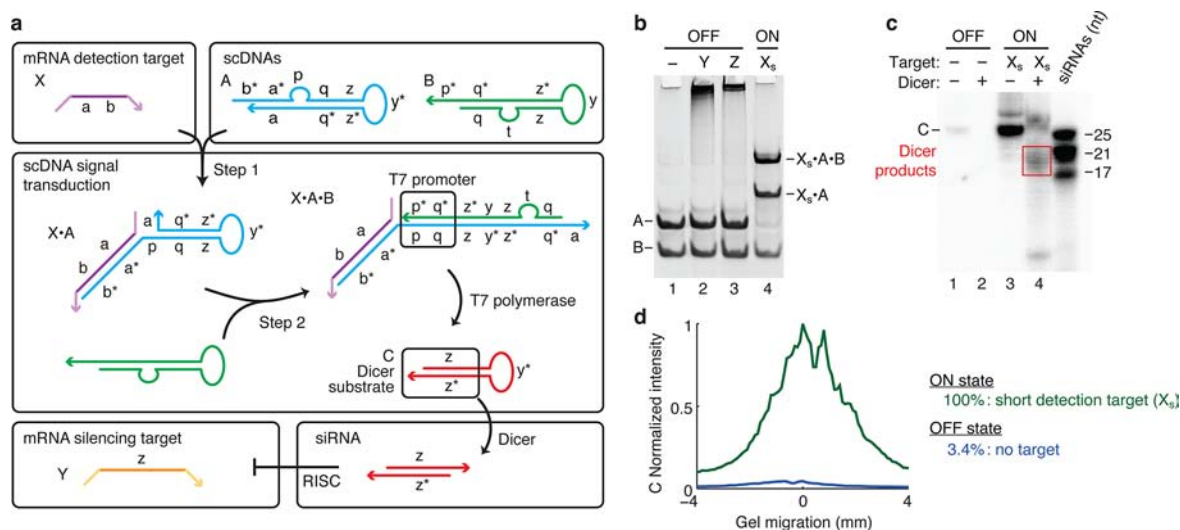 a
mRNA detection target
X
a b
scDNAs
A
b* a* p q z y*
a q* z*
B
p* q* z* y
q t z
Step 1
scDNA signal
transduction
X•A
a q* z*
y*
a
p q z
b
a*
b*
Step 2
X•A•B
T7 promoter
p* q* z* y z t q
p q z y* z* q* a
a
b
a*
b*
T7 polymerase
C
Dicer
substrate
z
z*
y*
Dicer
mRNA silencing target
Y
z
RISC
siRNA
z
z*
b
OFF ON
– Y Z Xs
Xs•A•B
Xs•A
A
B
1 2 3 4
c
OFF ON
Target: – – Xs Xs
Dicer: – + – +
siRNAs (nt)
C
Dicer
products
-25
-21
-17
1 2 3 4
d
C Normalized intensity
1
0.5
0
-4 0 4
Gel migration (mm)
ON state
100%: short detection target (Xs)
OFF state
3.4%: no target